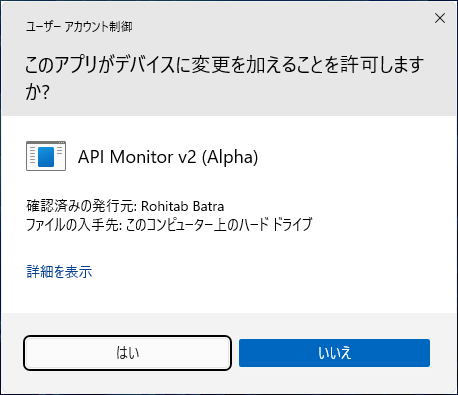 ユーザー アカウント制御
このアプリがデバイスに変更を加えることを許可します
か?
API Monitor v2 (Alpha)
確認済みの発行元: Rohitab Batra
ファイルの入手先: このコンピューター上のハード ドライブ
詳細を表示
はい
いいえ